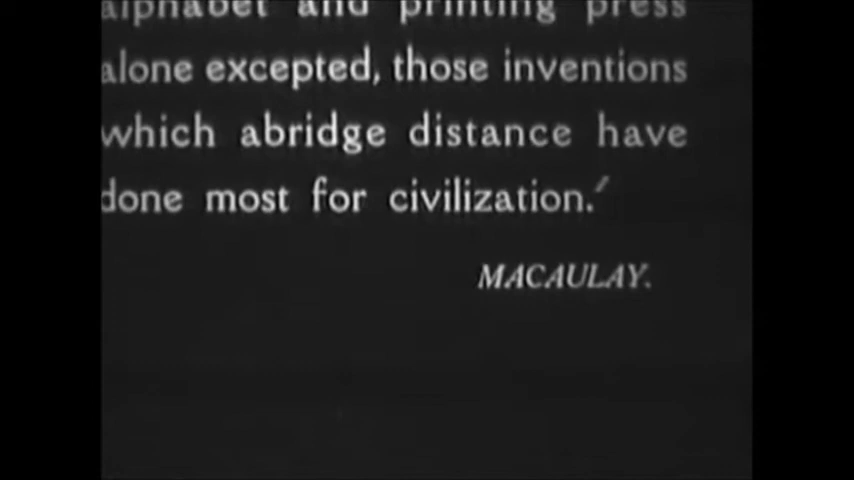 alphabet and printing press
alone excepted, those inventions
which abridge distance have
done most for civilization.'
MACAULAY.